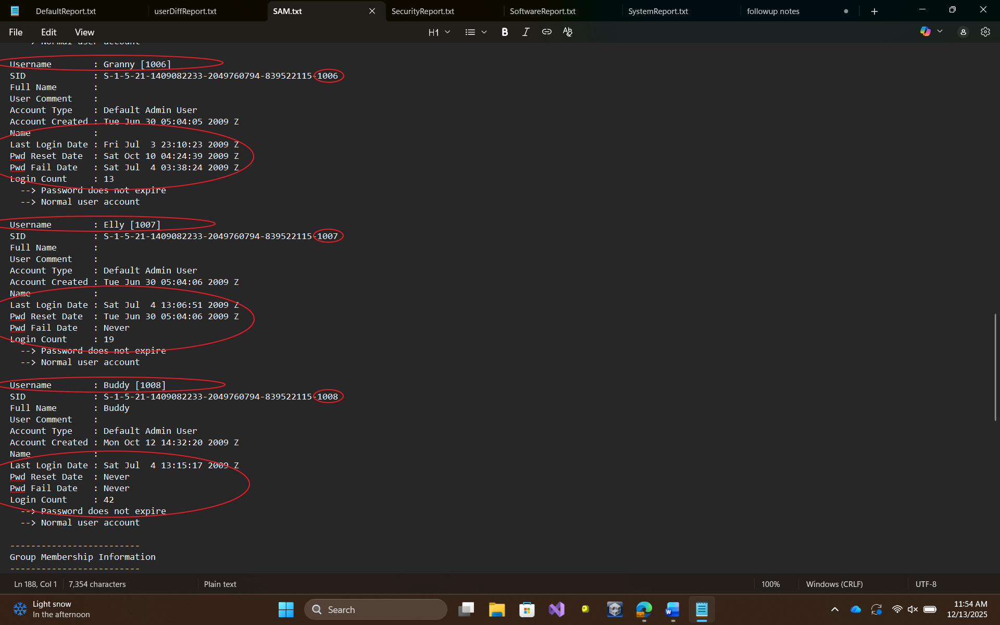 DefaultReport.txt userDiffReport.txt SAM.txt SecurityReport.txt SoftwareReport.txt SystemReport.txt followup notes
File Edit View H1 B I
--> Normal user account
Username : Granny [1006]
SID : S-1-5-21-1409082233-2049760794-839522115-1006
Full Name :
User Comment :
Account Type : Default Admin User
Account Created : Tue Jun 30 05:04:05 2009 Z
Name :
Last Login Date : Fri Jul  3 23:10:23 2009 Z
Pwd Reset Date : Sat Oct 10 04:24:39 2009 Z
Pwd Fail Date : Sat Jul  4 03:38:24 2009 Z
Login Count : 13
--> Password does not expire
--> Normal user account
Username : Elly [1007]
SID : S-1-5-21-1409082233-2049760794-839522115-1007
Full Name :
User Comment :
Account Type : Default Admin User
Account Created : Tue Jun 30 05:04:06 2009 Z
Name :
Last Login Date : Sat Jul  4 13:06:51 2009 Z
Pwd Reset Date : Tue Jun 30 05:04:06 2009 Z
Pwd Fail Date : Never
Login Count : 19
--> Password does not expire
--> Normal user account
Username : Buddy [1008]
SID : S-1-5-21-1409082233-2049760794-839522115-1008
Full Name : Buddy
User Comment :
Account Type : Default Admin User
Account Created : Mon Oct 12 14:32:20 2009 Z
Name :
Last Login Date : Sat Jul  4 13:15:17 2009 Z
Pwd Reset Date : Never
Pwd Fail Date : Never
Login Count : 42
--> Password does not expire
--> Normal user account
-------------------------
Group Membership Information
-------------------------
Ln 188, Col 1 7,354 characters Plain text 100% Windows (CRLF) UTF-8
Light snow
In the afternoon
Search
11:54 AM
12/13/2025